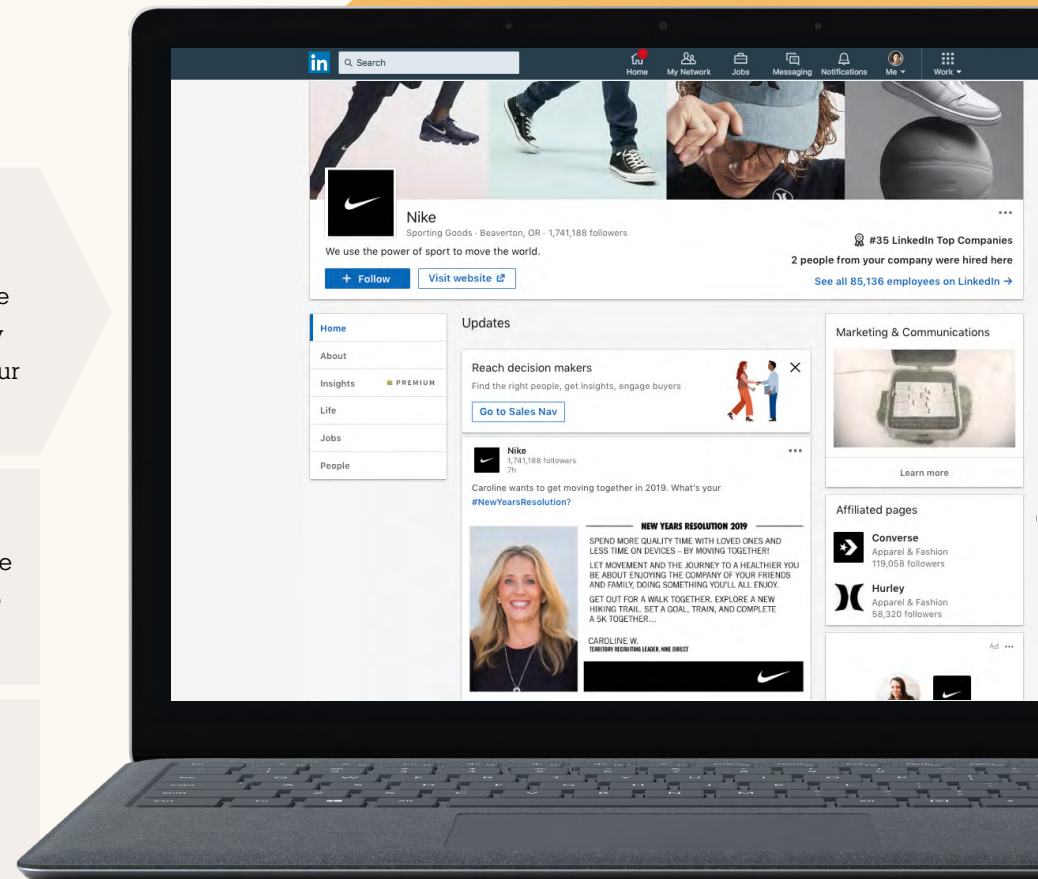 e
y
ur
e
in
Search
Home
My Network
Jobs
Messaging
Notifications
Me
Work
Nike
Sporting Goods · Beaverton, OR · 1,741,188 followers
We use the power of sport to move the world.
+ Follow
Visit website
#35 LinkedIn Top Companies
2 people from your company were hired here
See all 85,136 employees on LinkedIn →
Home
About
Insights PREMIUM
Life
Jobs
People
Updates
Reach decision makers
Find the right people, get insights, engage buyers
Go to Sales Nav
Nike
1,741,188 followers
7h
Caroline wants to get moving together in 2019. What's your
#NewYearsResolution?
NEW YEARS RESOLUTION 2019
SPEND MORE QUALITY TIME WITH LOVED ONES AND
LESS TIME ON DEVICES – BY MOVING TOGETHER!
LET MOVEMENT AND THE JOURNEY TO A HEALTHIER YOU
BE ABOUT ENJOYING THE COMPANY OF YOUR FRIENDS
AND FAMILY, DOING SOMETHING YOU'LL ALL ENJOY.
GET OUT FOR A WALK TOGETHER. EXPLORE A NEW
HIKING TRAIL. SET A GOAL, TRAIN, AND COMPLETE
A 5K TOGETHER...
CAROLINE W.
TERRITORY RECRUITING LEADER, NIKE DIRECT
Marketing & Communications
Learn more
Affiliated pages
Converse
Apparel & Fashion
119,058 followers
Hurley
Apparel & Fashion
58,320 followers
Ad